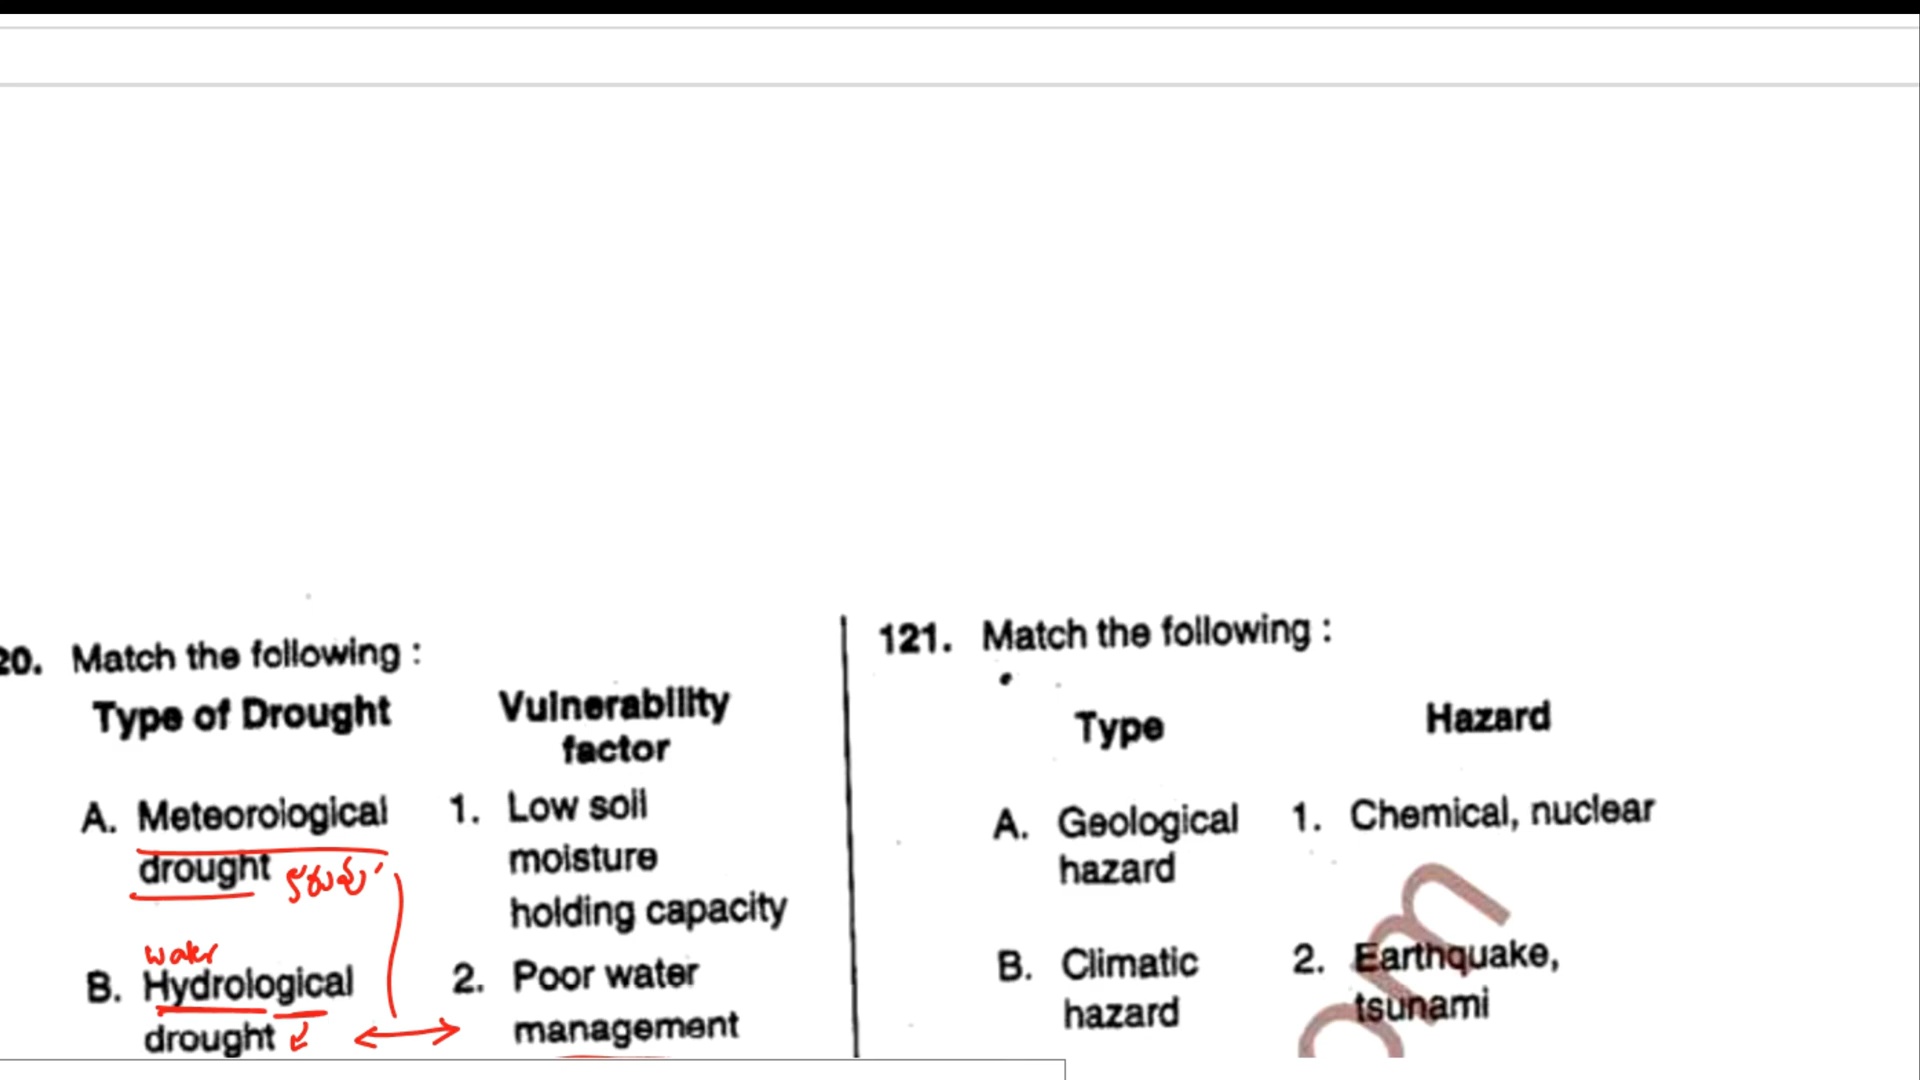 20. Match the following :
Type of Drought Vulnerability
factor
A. Meteorological 1. Low soil
drought కరువు moisture
holding capacity
water
B. Hydrological 2. Poor water
drought management
121. Match the following :
Type Hazard
A. Geological 1. Chemical, nuclear
hazard
B. Climatic 2. Earthquake,
hazard tsunami
om